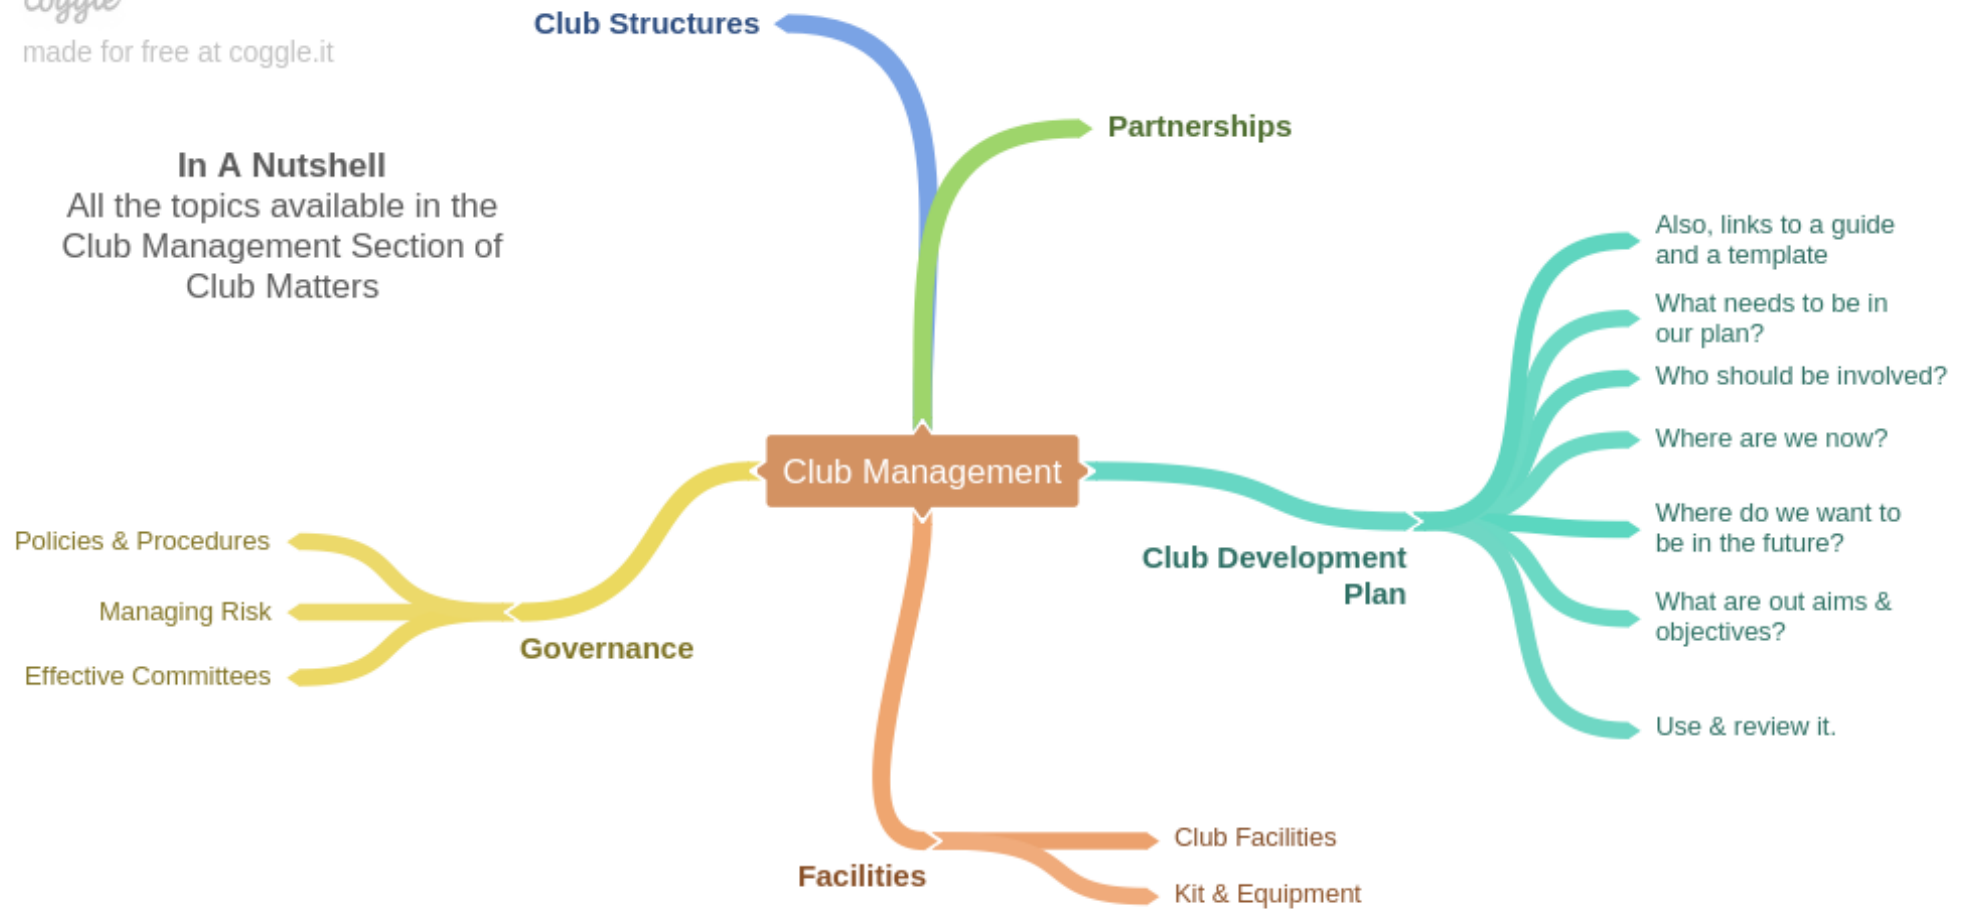 Coggle
made for free at coggle.it
Club Structures
Partnerships
In A Nutshell
All the topics available in the
Club Management Section of
Club Matters
Club Management
Club Development
Plan
Also, links to a guide
and a template
What needs to be in
our plan?
Who should be involved?
Where are we now?
Where do we want to
be in the future?
What are out aims &
objectives?
Use & review it.
Governance
Policies & Procedures
Managing Risk
Effective Committees
Facilities
Club Facilities
Kit & Equipment